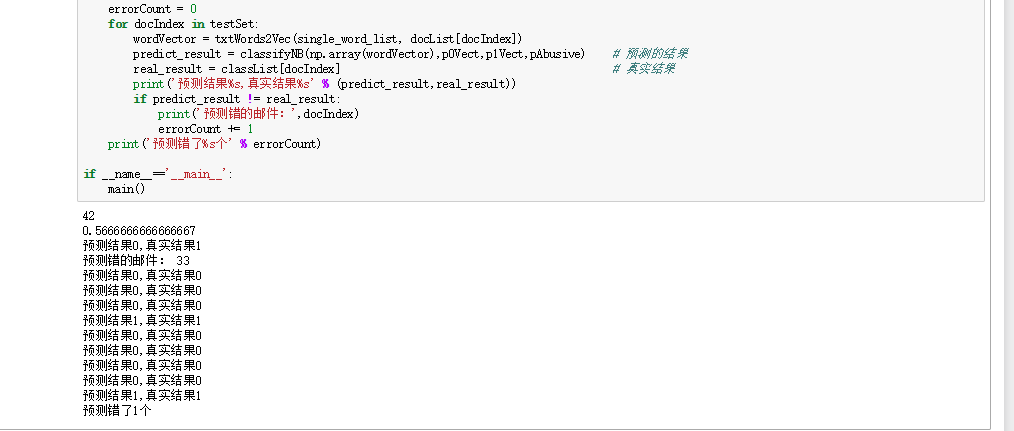 errorCount = 0
for docIndex in testSet:
wordVector = txtWords2Vec(single_word_list, docList[docIndex])
predict_result = classifyNB(np.array(wordVector),p0Vect,p1Vect,pAbusive) # 预测的结果
real_result = classList[docIndex] # 真实结果
print('预测结果%s,真实结果%s' % (predict_result,real_result))
if predict_result != real_result:
print('预测错的邮件：',docIndex)
errorCount += 1
print('预测错了%s个' % errorCount)
if __name__=='__main__':
main()
42
0.5666666666666667
预测结果0,真实结果1
预测错的邮件： 33
预测结果0,真实结果0
预测结果0,真实结果0
预测结果0,真实结果0
预测结果1,真实结果1
预测结果0,真实结果0
预测结果0,真实结果0
预测结果0,真实结果0
预测结果0,真实结果0
预测结果1,真实结果1
预测错了1个